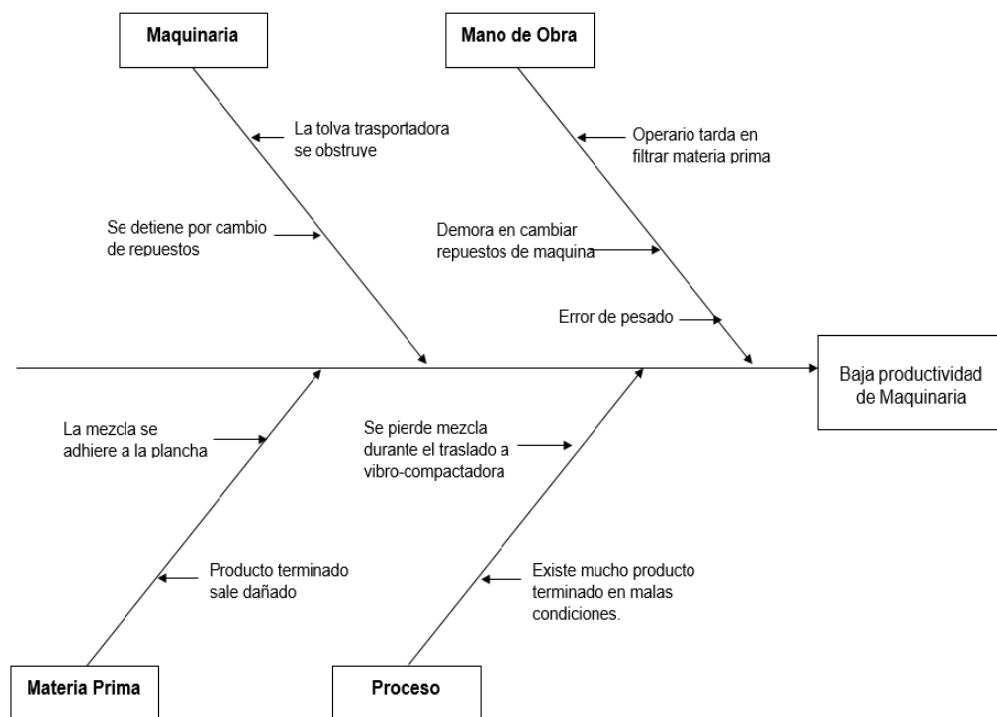 Maquinaria
Mano de Obra
La tolva trasportadora
se obstruye
Operario tarda en
filtrar materia prima
Se detiene por cambio
de repuestos
Demora en cambiar
repuestos de maquina
Error de pesado
Baja productividad
de Maquinaria
La mezcla se
adhiere a la plancha
Se pierde mezcla
durante el traslado a
vibro-compactadora
Producto terminado
sale dañado
Existe mucho producto
terminado en malas
condiciones.
Materia Prima
Proceso